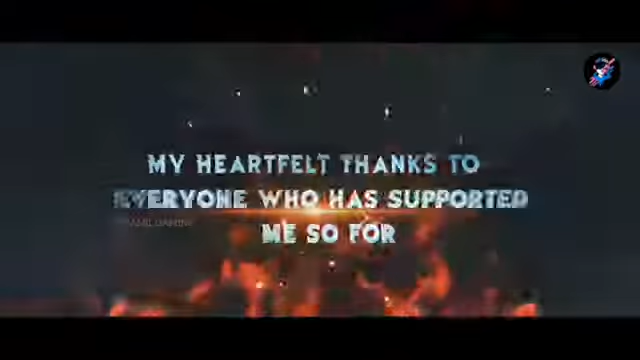 MY HEARTFELT THANKS TO
EVERYONE WHO HAS SUPPORTED
ME SO FOR